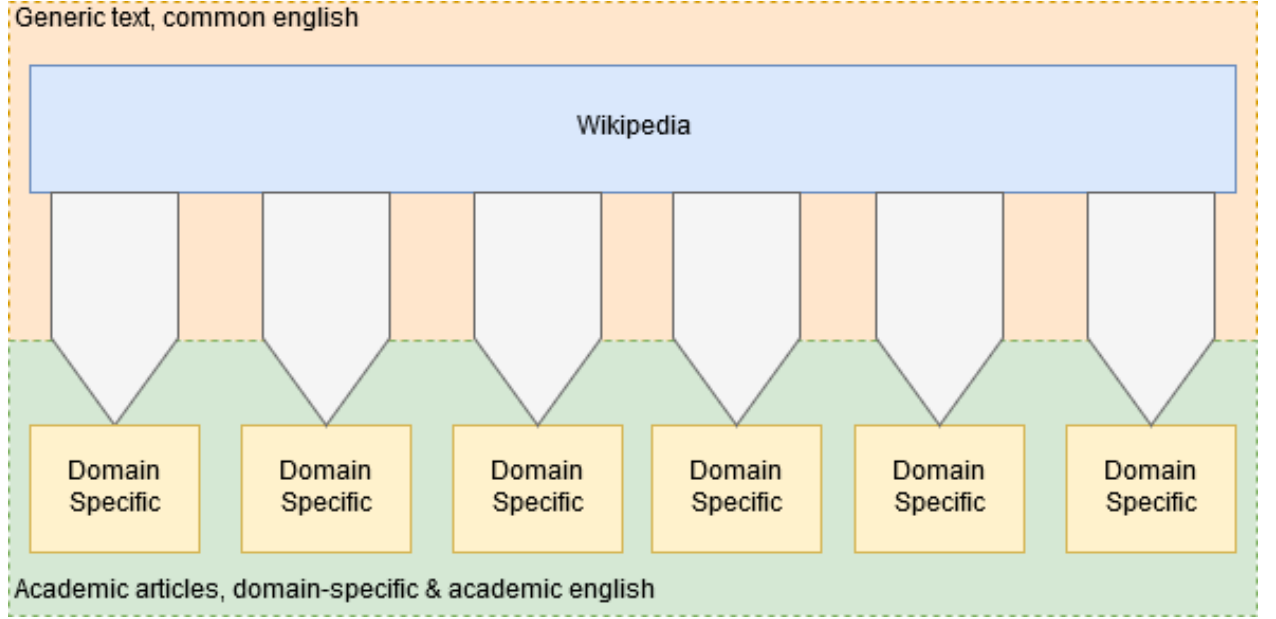 Generic text, common english
Wikipedia
Domain
Specific
Domain
Specific
Domain
Specific
Domain
Specific
Domain
Specific
Domain
Specific
Academic articles, domain-specific & academic english